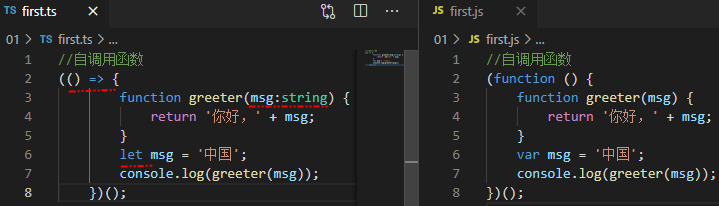 TS first.ts ×
01 > TS first.ts > ...
1 //自调用函数
2 (() => {
3 function greeter(msg:string) {
4 return '你好，' + msg;
5 }
6 let msg = '中国';
7 console.log(greeter(msg));
8 })();
JS first.js ×
01 > JS first.js > ...
1 //自调用函数
2 (function () {
3 function greeter(msg) {
4 return '你好，' + msg;
5 }
6 var msg = '中国';
7 console.log(greeter(msg));
8 })();